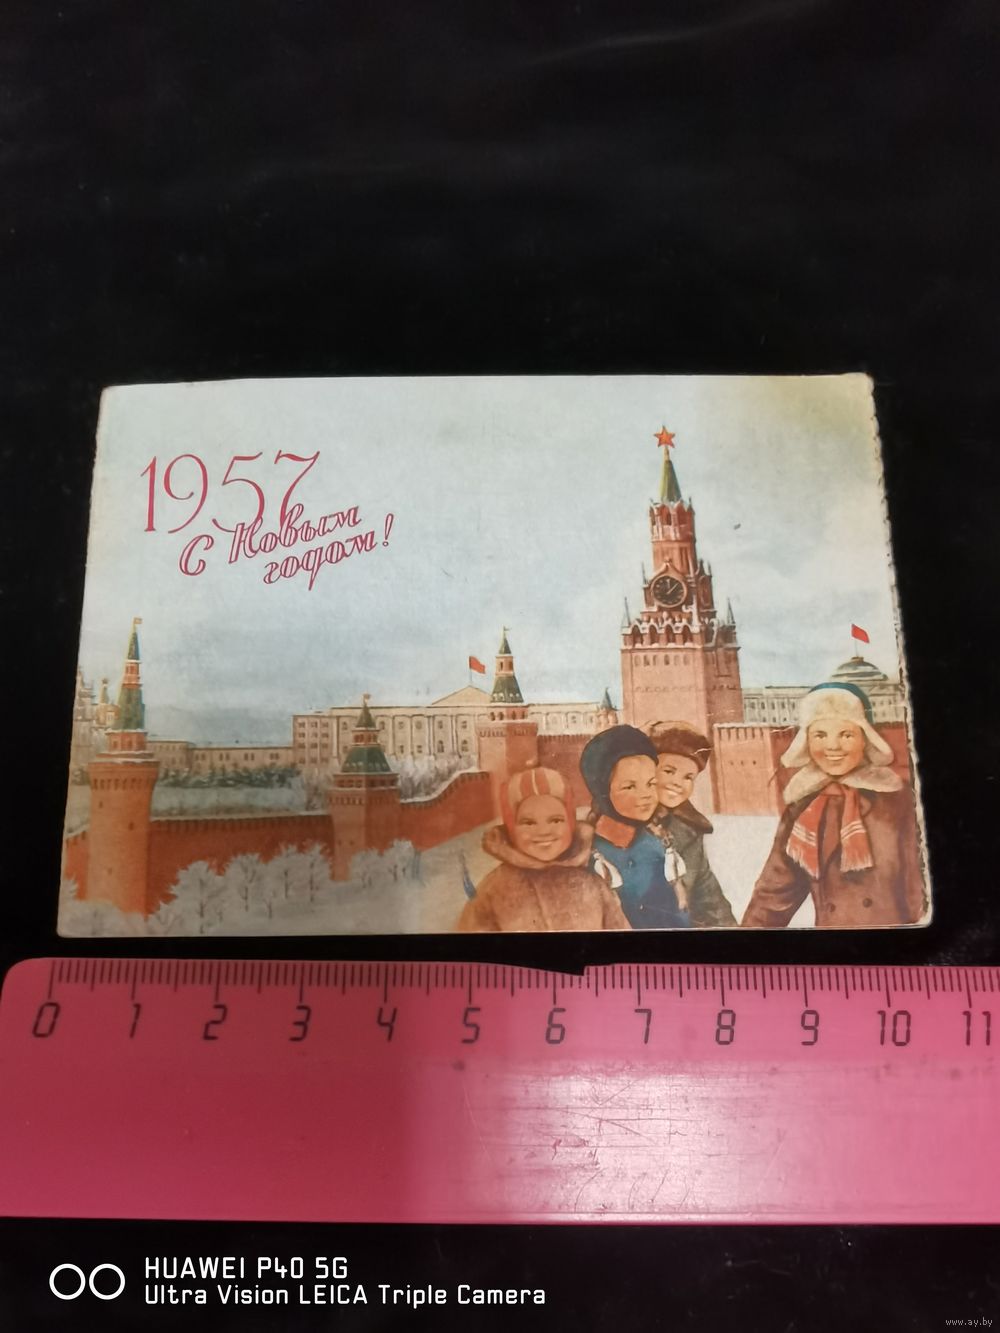 1957
С Новым
годом!
0 1 2 3 4 5 6 7 8 9 10 11
HUAWEI P40 5G
Ultra Vision LEICA Triple Camera
www.ay.by